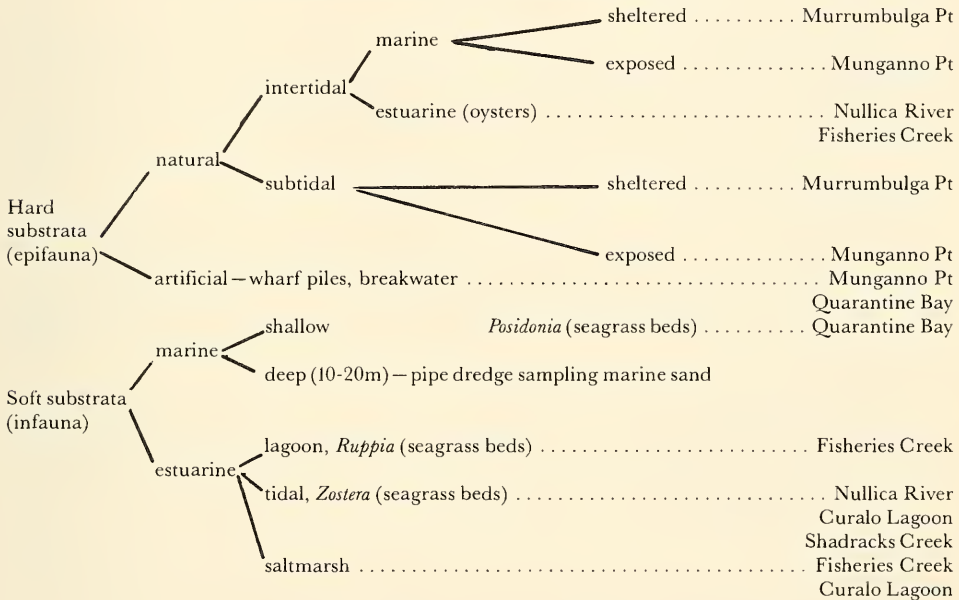 sheltered .......... Murrumbulga Pt
marine
exposed ............. Munganno Pt
intertidal
estuarine (oysters) ......................... Nullica River
Fisheries Creek
natural
subtidal
sheltered .......... Murrumbulga Pt
Hard
substrata
(epifauna)
exposed ............. Munganno Pt
artificial—wharf piles, breakwater ................................ Munganno Pt
Quarantine Bay
shallow Posidonia (seagrass beds) ......... Quarantine Bay
marine
deep (10-20m)—pipe dredge sampling marine sand
Soft substrata
(infauna)
lagoon, Ruppia (seagrass beds) ........................ Fisheries Creek
estuarine
tidal, Zostera (seagrass beds) ............................ Nullica River
Curalo Lagoon
Shadracks Creek
saltmarsh ........................................ Fisheries Creek
Curalo Lagoon